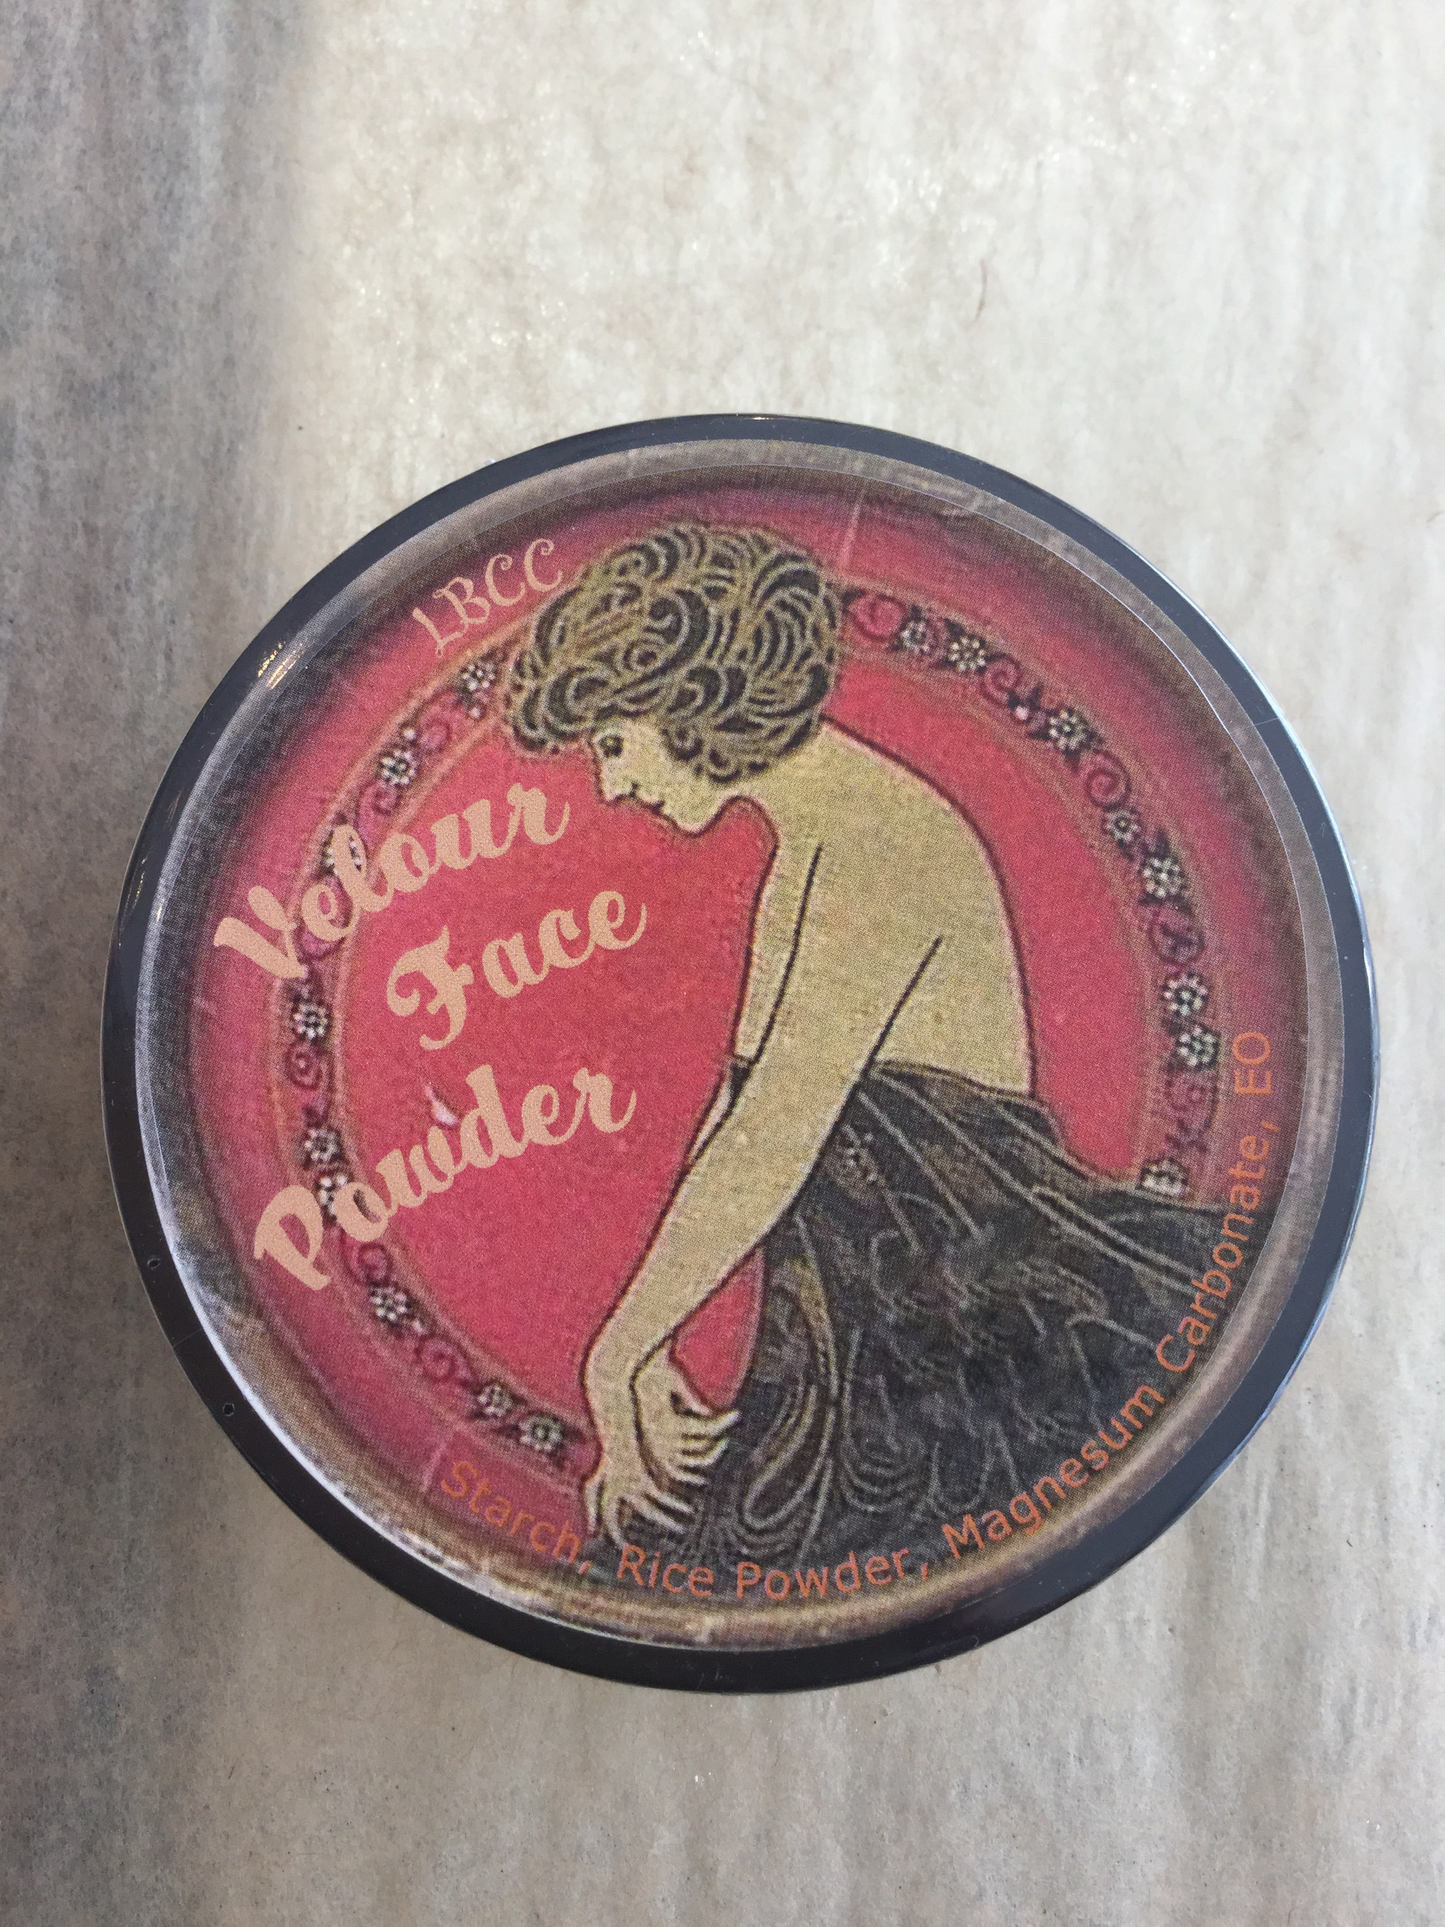 LBCC
Velour
Face
Powder
Starch, Rice Powder, Magnesum Carbonate, EO